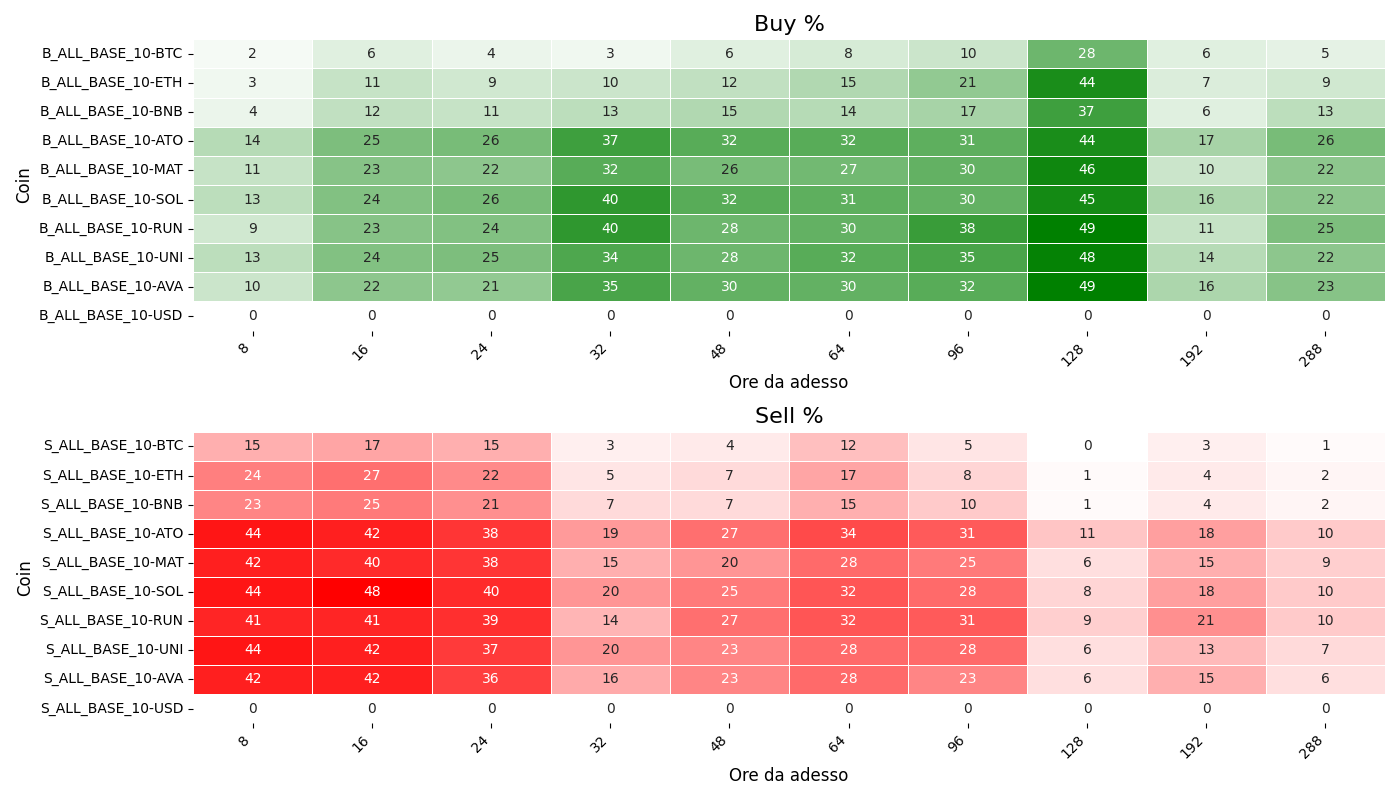 Buy %
Coin
B_ALL_BASE_10-BTC 2 6 4 3 6 8 10 28 6 5
B_ALL_BASE_10-ETH 3 11 9 10 12 15 21 44 7 9
B_ALL_BASE_10-BNB 4 12 11 13 15 14 17 37 6 13
B_ALL_BASE_10-ATO 14 25 26 37 32 32 31 44 17 26
B_ALL_BASE_10-MAT 11 23 22 32 26 27 30 46 10 22
B_ALL_BASE_10-SOL 13 24 26 40 32 31 30 45 16 22
B_ALL_BASE_10-RUN 9 23 24 40 28 30 38 49 11 25
B_ALL_BASE_10-UNI 13 24 25 34 28 32 35 48 14 22
B_ALL_BASE_10-AVA 10 22 21 35 30 30 32 49 16 23
B_ALL_BASE_10-USD 0 0 0 0 0 0 0 0 0 0
8 16 24 32 48 64 96 128 192 288
Ore da adesso
Sell %
Coin
S_ALL_BASE_10-BTC 15 17 15 3 4 12 5 0 3 1
S_ALL_BASE_10-ETH 24 27 22 5 7 17 8 1 4 2
S_ALL_BASE_10-BNB 23 25 21 7 7 15 10 1 4 2
S_ALL_BASE_10-ATO 44 42 38 19 27 34 31 11 18 10
S_ALL_BASE_10-MAT 42 40 38 15 20 28 25 6 15 9
S_ALL_BASE_10-SOL 44 48 40 20 25 32 28 8 18 10
S_ALL_BASE_10-RUN 41 41 39 14 27 32 31 9 21 10
S_ALL_BASE_10-UNI 44 42 37 20 23 28 28 6 13 7
S_ALL_BASE_10-AVA 42 42 36 16 23 28 23 6 15 6
S_ALL_BASE_10-USD 0 0 0 0 0 0 0 0 0 0
8 16 24 32 48 64 96 128 192 288
Ore da adesso